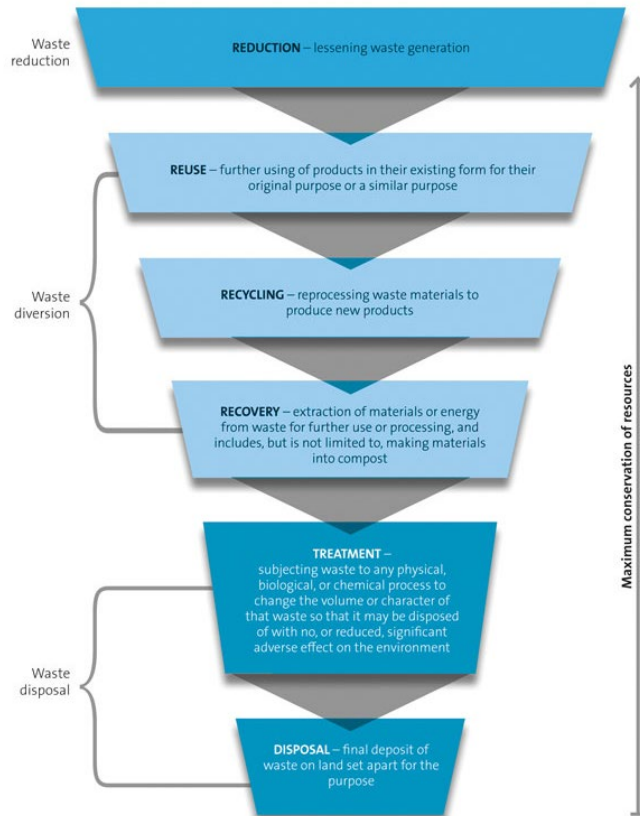 Waste
reduction
REDUCTION – lessening waste generation
REUSE – further using of products in their existing form for their
original purpose or a similar purpose
Waste
diversion
RECYCLING – reprocessing waste materials to
produce new products
RECOVERY – extraction of materials or energy
from waste for further use or processing, and
includes, but is not limited to, making materials
into compost
TREATMENT –
subjecting waste to any physical,
biological, or chemical process to
change the volume or character of
that waste so that it may be disposed
of with no, or reduced, significant
adverse effect on the environment
Waste
disposal
DISPOSAL – final deposit of
waste on land set apart for the
purpose
Maximum conservation of resources